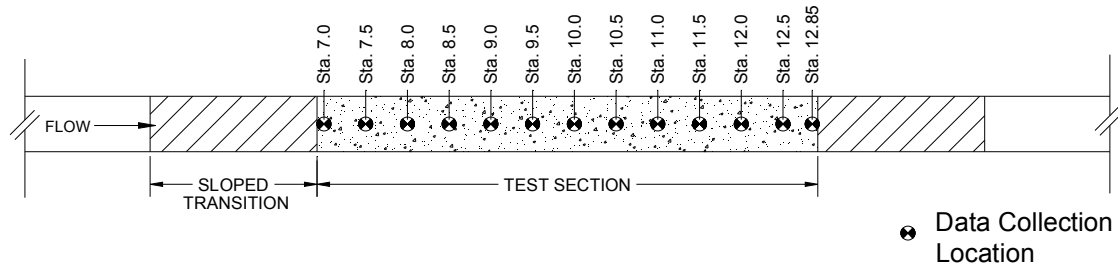 Sta. 7.0
Sta. 7.5
Sta. 8.0
Sta. 8.5
Sta. 9.0
Sta. 9.5
Sta. 10.0
Sta. 10.5
Sta. 11.0
Sta. 11.5
Sta. 12.0
Sta. 12.5
Sta. 12.85
FLOW
SLOPED
TRANSITION
TEST SECTION
Data Collection
Location